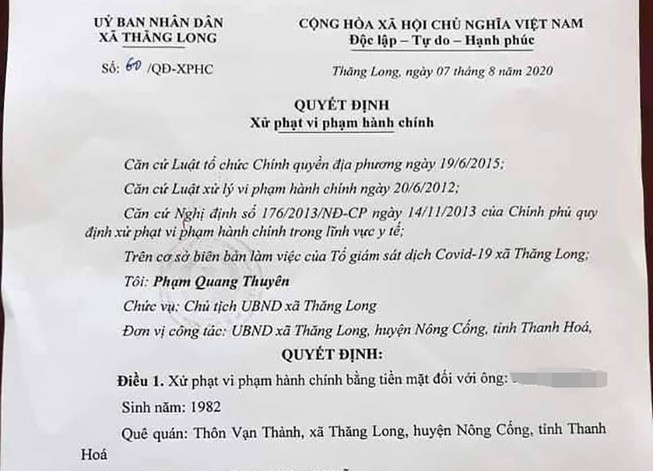 ỦY BAN NHÂN DÂN
XÃ THĂNG LONG
Số: 60 /QĐ-XPHC
CỘNG HÒA XÃ HỘI CHỦ NGHĨA VIỆT NAM
Độc lập – Tự do – Hạnh phúc
Thăng Long, ngày 07 tháng 8 năm 2020
QUYẾT ĐỊNH
Xử phạt vi phạm hành chính
Căn cứ Luật tổ chức Chính quyền địa phương ngày 19/6/2015;
Căn cứ Luật xử lý vi phạm hành chính ngày 20/6/2012;
Căn cứ Nghị định số 176/2013/NĐ-CP ngày 14/11/2013 của Chính phủ quy
định xử phạt vi phạm hành chính trong lĩnh vực y tế;
Trên cơ sở biên bản làm việc của Tổ giám sát dịch Covid-19 xã Thăng Long;
Tôi: Phạm Quang Thuyên
Chức vụ: Chủ tịch UBND xã Thăng Long
Đơn vị công tác: UBND xã Thăng Long, huyện Nông Cống, tỉnh Thanh Hoá,
QUYẾT ĐỊNH:
Điều 1. Xử phạt vi phạm hành chính bằng tiền mặt đối với ông:
Sinh năm: 1982
Quê quán: Thôn Vạn Thành, xã Thăng Long, huyện Nông Cống, tỉnh Thanh
Hoá